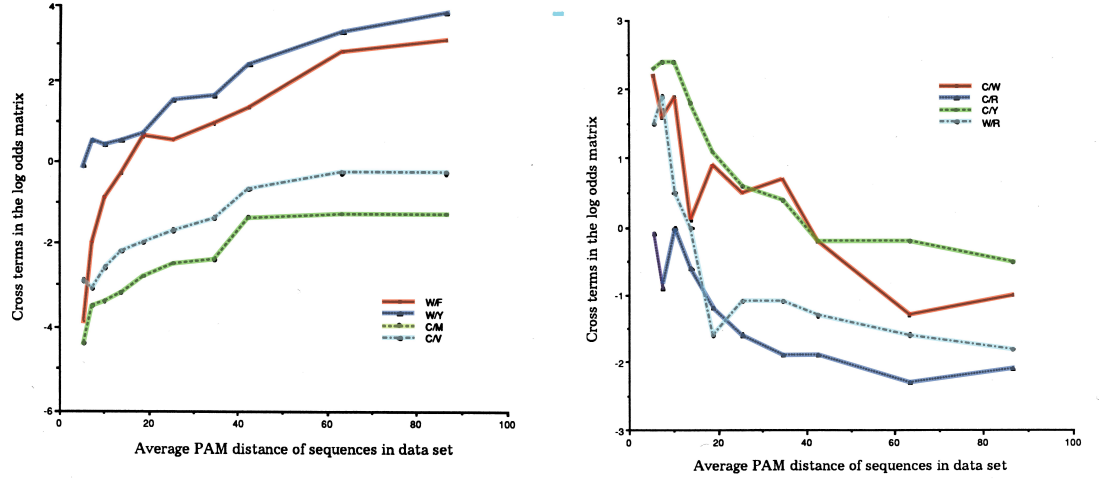 4
2
0
-2
-4
-6
0
20
40
60
80
100
Cross terms in the log odds matrix
Average PAM distance of sequences in data set
W/F
W/Y
C/M
C/V
3
2
1
0
-1
-2
-3
0
20
40
60
80
100
Cross terms in the log odds matrix
Average PAM distance of sequences in data set
C/W
C/R
C/Y
W/R